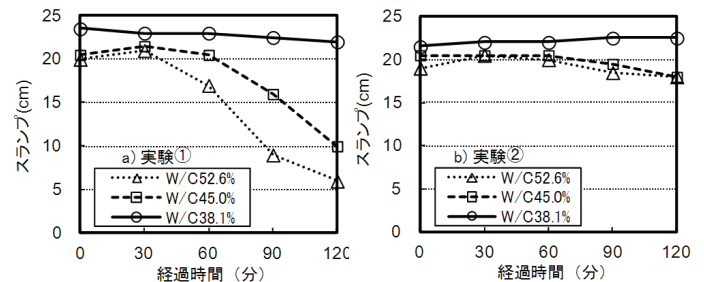 スランプ(cm)
25
20
15
10
5
0
a) 実験①
W/C52.6%
W/C45.0%
W/C38.1%
0 30 60 90 120
経過時間（分）
スランプ(cm)
25
20
15
10
5
0
b) 実験②
W/C52.6%
W/C45.0%
W/C38.1%
0 30 60 90 120
経過時間（分）